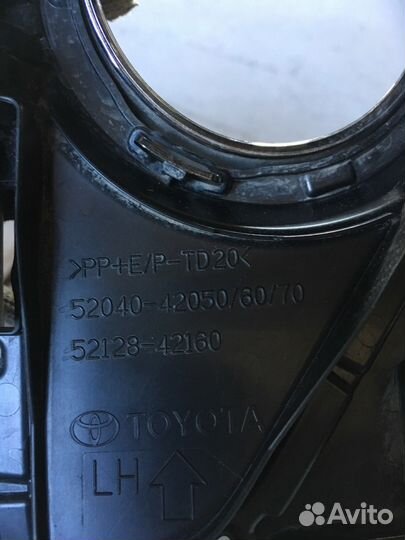 >PP+E/P-TD20<
52040-42050/60/70
52128-42160
TOYOTA
LH
Avito